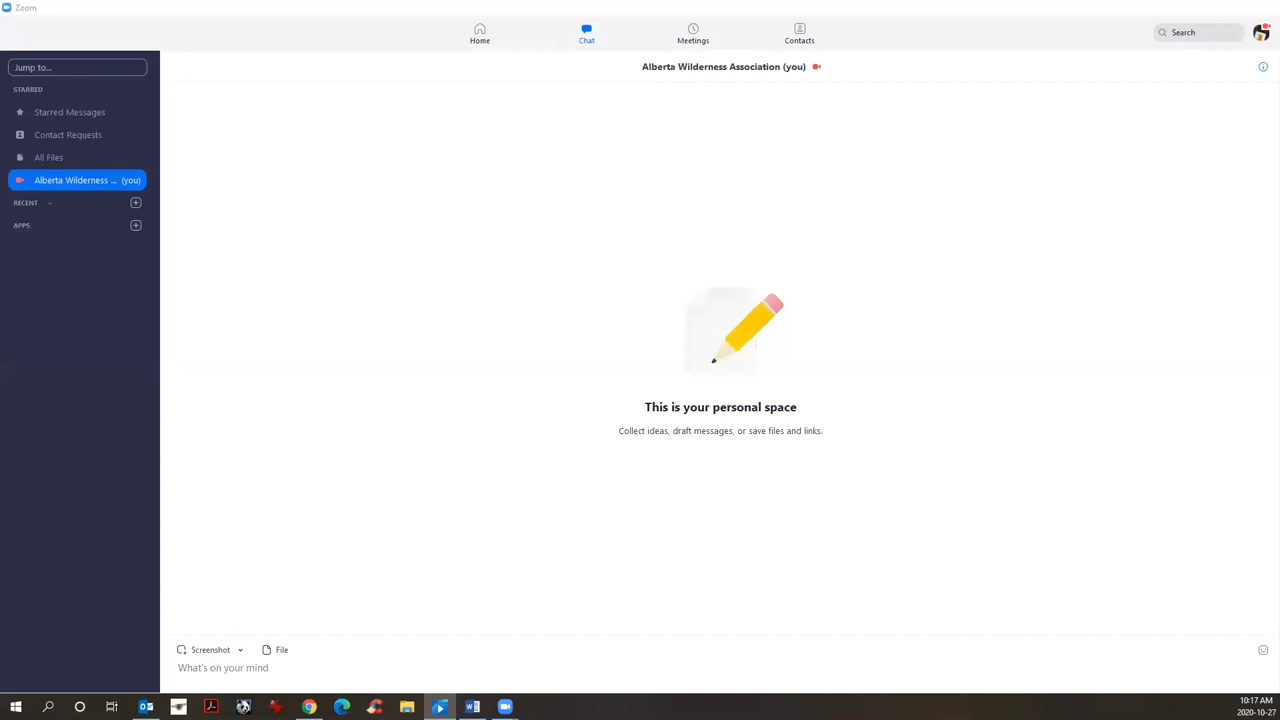 Zoom
Home
Chat
Meetings
Contacts
Search
Jump to...
Alberta Wilderness Association (you)
STARRED
Starred Messages
Contact Requests
All Files
Alberta Wilderness ... (you)
RECENT
APPS
This is your personal space
Collect ideas, draft messages, or save files and links.
Screenshot
File
What's on your mind
10:17 AM
2020-10-27